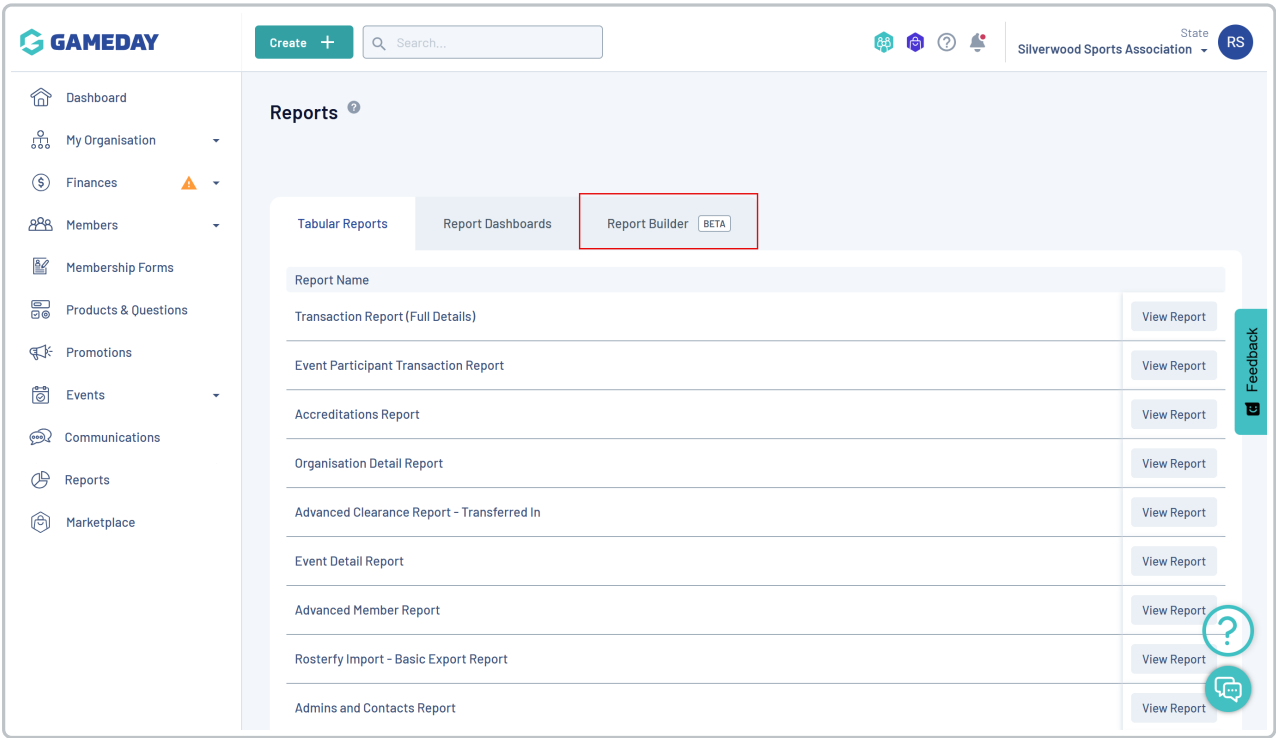 GAMEDAY
Create +
Search...
State
Silverwood Sports Association
RS
Dashboard
My Organisation
Finances
Members
Membership Forms
Products & Questions
Promotions
Events
Communications
Reports
Marketplace
Reports ?
Tabular Reports
Report Dashboards
Report Builder BETA
Report Name
Transaction Report (Full Details) View Report
Event Participant Transaction Report View Report
Accreditations Report View Report
Organisation Detail Report View Report
Advanced Clearance Report - Transferred In View Report
Event Detail Report View Report
Advanced Member Report View Report
Rosterfy Import - Basic Export Report View Report
Admins and Contacts Report View Report
Feedback